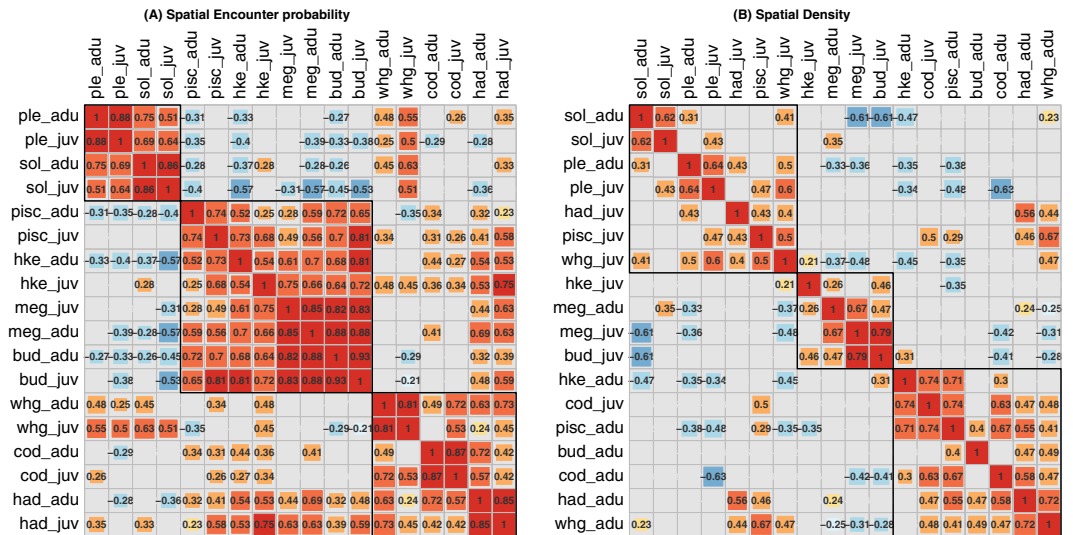 (A) Spatial Encounter probability
ple_adu ple_juv sol_adu sol_juv pisc_adu pisc_juv hke_adu hke_juv meg_juv meg_adu bud_adu bud_juv whg_adu whg_juv cod_adu cod_juv had_adu had_juv
ple_adu 1 0.88 0.75 0.51 −0.31 −0.33 −0.27 0.48 0.55 0.26 0.35
ple_juv 0.88 1 0.69 0.64 −0.35 −0.4 −0.39 −0.33 −0.38 0.25 0.5 −0.29 −0.28
sol_adu 0.75 0.69 1 0.86 −0.28 −0.37 0.28 −0.28 −0.26 0.45 0.63 0.33
sol_juv 0.51 0.64 0.86 1 −0.4 −0.57 −0.31 −0.57 −0.45 −0.53 0.51 −0.36
pisc_adu −0.31 −0.35 −0.28 −0.4 1 0.74 0.52 0.25 0.28 0.59 0.72 0.65 −0.35 0.34 0.32 0.23
pisc_juv 0.74 1 0.73 0.68 0.49 0.56 0.7 0.81 0.34 0.31 0.26 0.41 0.58
hke_adu −0.33 −0.4 −0.37 −0.57 0.52 0.73 1 0.54 0.61 0.7 0.68 0.81 0.44 0.27 0.54 0.53
hke_juv 0.28 0.25 0.68 0.54 1 0.75 0.66 0.64 0.72 0.48 0.45 0.36 0.34 0.53 0.75
meg_juv −0.31 0.28 0.49 0.61 0.75 1 0.85 0.82 0.83 0.44 0.63
meg_adu −0.39 −0.28 −0.57 0.59 0.56 0.7 0.66 0.85 1 0.88 0.88 0.41 0.69 0.63
bud_adu −0.27 −0.33 −0.26 −0.45 0.72 0.7 0.68 0.64 0.82 0.88 1 0.93 −0.29 0.32 0.39
bud_juv −0.38 −0.53 0.65 0.81 0.81 0.72 0.83 0.88 0.93 1 −0.21 0.48 0.59
whg_adu 0.48 0.25 0.45 0.34 0.48 1 0.81 0.49 0.72 0.63 0.73
whg_juv 0.55 0.5 0.63 0.51 −0.35 0.45 −0.29 −0.21 0.81 1 0.53 0.24 0.45
cod_adu −0.29 0.34 0.31 0.44 0.36 0.41 0.49 1 0.87 0.72 0.42
cod_juv 0.26 0.26 0.27 0.34 0.72 0.53 0.87 1 0.57 0.42
had_adu −0.28 −0.36 0.32 0.41 0.54 0.53 0.44 0.69 0.32 0.48 0.63 0.24 0.72 0.57 1 0.85
had_juv 0.35 0.33 0.23 0.58 0.53 0.75 0.63 0.63 0.39 0.59 0.73 0.45 0.42 0.42 0.85 1
(B) Spatial Density
sol_adu sol_juv ple_adu ple_juv had_juv pisc_juv whg_juv hke_juv meg_adu meg_juv bud_juv hke_adu cod_juv pisc_adu bud_adu cod_adu had_adu whg_adu
sol_adu 1 0.62 0.31 0.41 −0.61 −0.61 −0.47 0.23
sol_juv 0.62 1 0.43 0.35
ple_adu 0.31 1 0.64 0.43 0.5 −0.33 −0.36 −0.35 −0.38
ple_juv 0.43 0.64 1 0.47 0.6 −0.34 −0.48 −0.63
had_juv 0.43 1 0.43 0.4 0.56 0.44
pisc_juv 0.47 0.43 1 0.5 0.5 0.29 0.46 0.67
whg_juv 0.41 0.5 0.6 0.4 0.5 1 0.21 −0.37 −0.48 −0.45 −0.35 0.47
hke_juv 0.21 1 0.26 0.46 −0.35
meg_adu 0.35 −0.33 −0.37 0.26 1 0.67 0.47 0.24 −0.25
meg_juv −0.61 −0.36 −0.48 0.67 1 0.79 −0.42 −0.31
bud_juv −0.61 0.46 0.47 0.79 1 0.31 −0.41 −0.28
hke_adu −0.47 −0.35 −0.34 −0.45 0.31 1 0.74 0.71 0.3
cod_juv 0.5 0.74 1 0.74 0.63 0.47 0.48
pisc_adu −0.38 −0.48 0.29 −0.35 −0.35 0.71 0.74 1 0.4 0.67 0.55 0.41
bud_adu 0.4 1 0.47 0.49
cod_adu −0.63 −0.42 −0.41 0.3 0.63 0.67 1 0.58 0.47
had_adu 0.56 0.46 0.24 0.47 0.55 0.47 0.58 1 0.72
whg_adu 0.23 0.44 0.67 0.47 −0.25 −0.31 −0.28 0.48 0.41 0.49 0.47 0.72 1